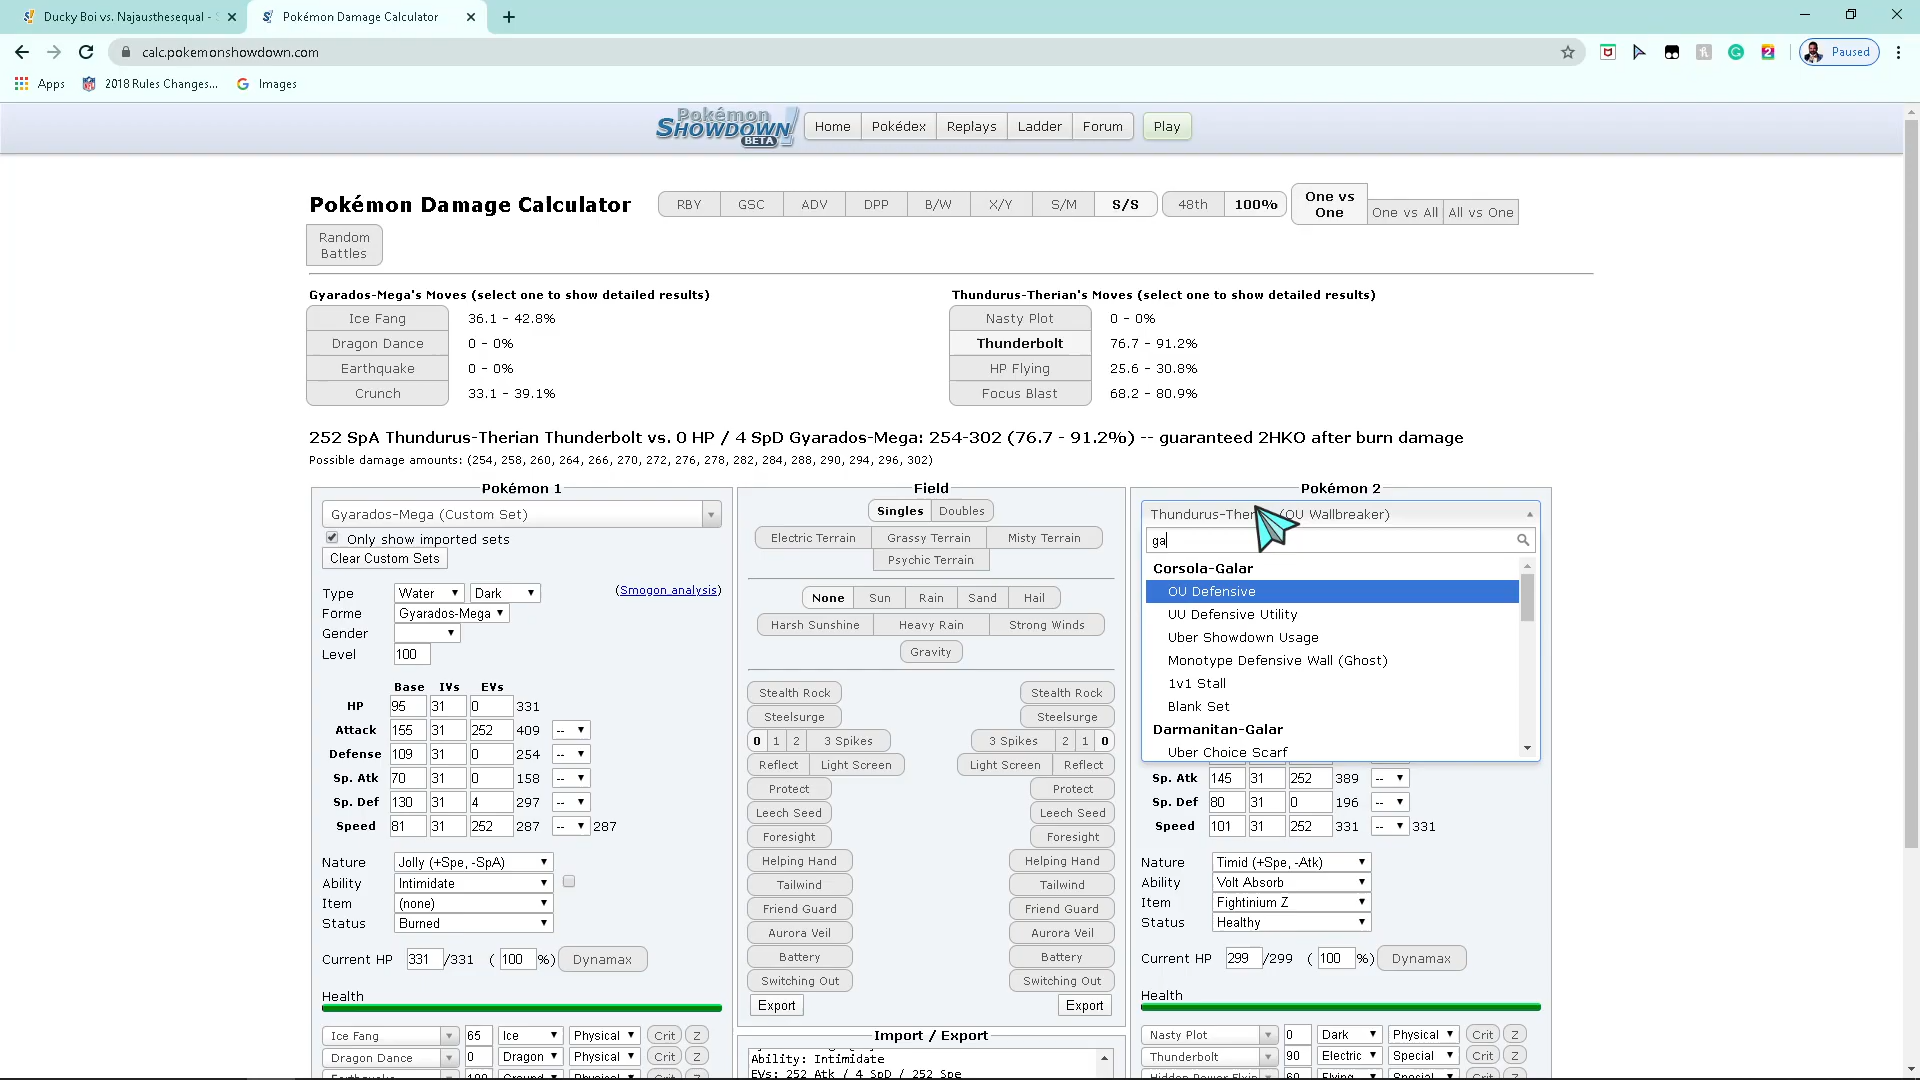 Ducky Boi vs. Najausthesequal -
Pokémon Damage Calculator
calc.pokemonshowdown.com
Paused
Apps
2018 Rules Changes...
Images
Pokémon
SHOWDOWN!
BETA
Home
Pokédex
Replays
Ladder
Forum
Play
Pokémon Damage Calculator
RBY GSC ADV DPP B/W X/Y S/M S/S
48th 100%
One vs
One
One vs All
All vs One
Random
Battles
Gyarados-Mega's Moves (select one to show detailed results)
Ice Fang 36.1 - 42.8%
Dragon Dance 0 - 0%
Earthquake 0 - 0%
Crunch 33.1 - 39.1%
Thundurus-Therian's Moves (select one to show detailed results)
Nasty Plot 0 - 0%
Thunderbolt 76.7 - 91.2%
HP Flying 25.6 - 30.8%
Focus Blast 68.2 - 80.9%
252 SpA Thundurus-Therian Thunderbolt vs. 0 HP / 4 SpD Gyarados-Mega: 254-302 (76.7 - 91.2%) -- guaranteed 2HKO after burn damage
Possible damage amounts: (254, 258, 260, 264, 266, 270, 272, 276, 278, 282, 284, 288, 290, 294, 296, 302)
Pokémon 1
Gyarados-Mega (Custom Set)
Only show imported sets
Clear Custom Sets
Type Water Dark
(Smogon analysis)
Forme Gyarados-Mega
Gender
Level 100
Base IVs EVs
HP 95 31 0 331
Attack 155 31 252 409 --
Defense 109 31 0 254 --
Sp. Atk 70 31 0 158 --
Sp. Def 130 31 4 297 --
Speed 81 31 252 287 -- 287
Nature Jolly (+Spe, -SpA)
Ability Intimidate
Item (none)
Status Burned
Current HP 331 /331 ( 100 %) Dynamax
Health
Ice Fang 65 Ice Physical Crit Z
Dragon Dance 0 Dragon Physical Crit Z
Field
Singles Doubles
Electric Terrain Grassy Terrain Misty Terrain
Psychic Terrain
None Sun Rain Sand Hail
Harsh Sunshine Heavy Rain Strong Winds
Gravity
Stealth Rock Stealth Rock
Steelsurge Steelsurge
0 1 2 3 Spikes 3 Spikes 2 1 0
Reflect Light Screen Light Screen Reflect
Protect Protect
Leech Seed Leech Seed
Foresight Foresight
Helping Hand Helping Hand
Tailwind Tailwind
Friend Guard Friend Guard
Aurora Veil Aurora Veil
Battery Battery
Switching Out Switching Out
Export Export
Import / Export
Ability: Intimidate
EVs: 252 Atk / 4 SpD / 252 Spe
Pokémon 2
(OU Wallbreaker)
ga
Corsola-Galar
OU Defensive
UU Defensive Utility
Uber Showdown Usage
Monotype Defensive Wall (Ghost)
1v1 Stall
Blank Set
Darmanitan-Galar
Uber Choice Scarf
Sp. Atk 145 31 252 389 --
Sp. Def 80 31 0 196 --
Speed 101 31 252 331 -- 331
Nature Timid (+Spe, -Atk)
Ability Volt Absorb
Item Fightinium Z
Status Healthy
Current HP 299 /299 ( 100 %) Dynamax
Health
Nasty Plot 0 Dark Physical Crit Z
Thunderbolt 90 Electric Special Crit Z